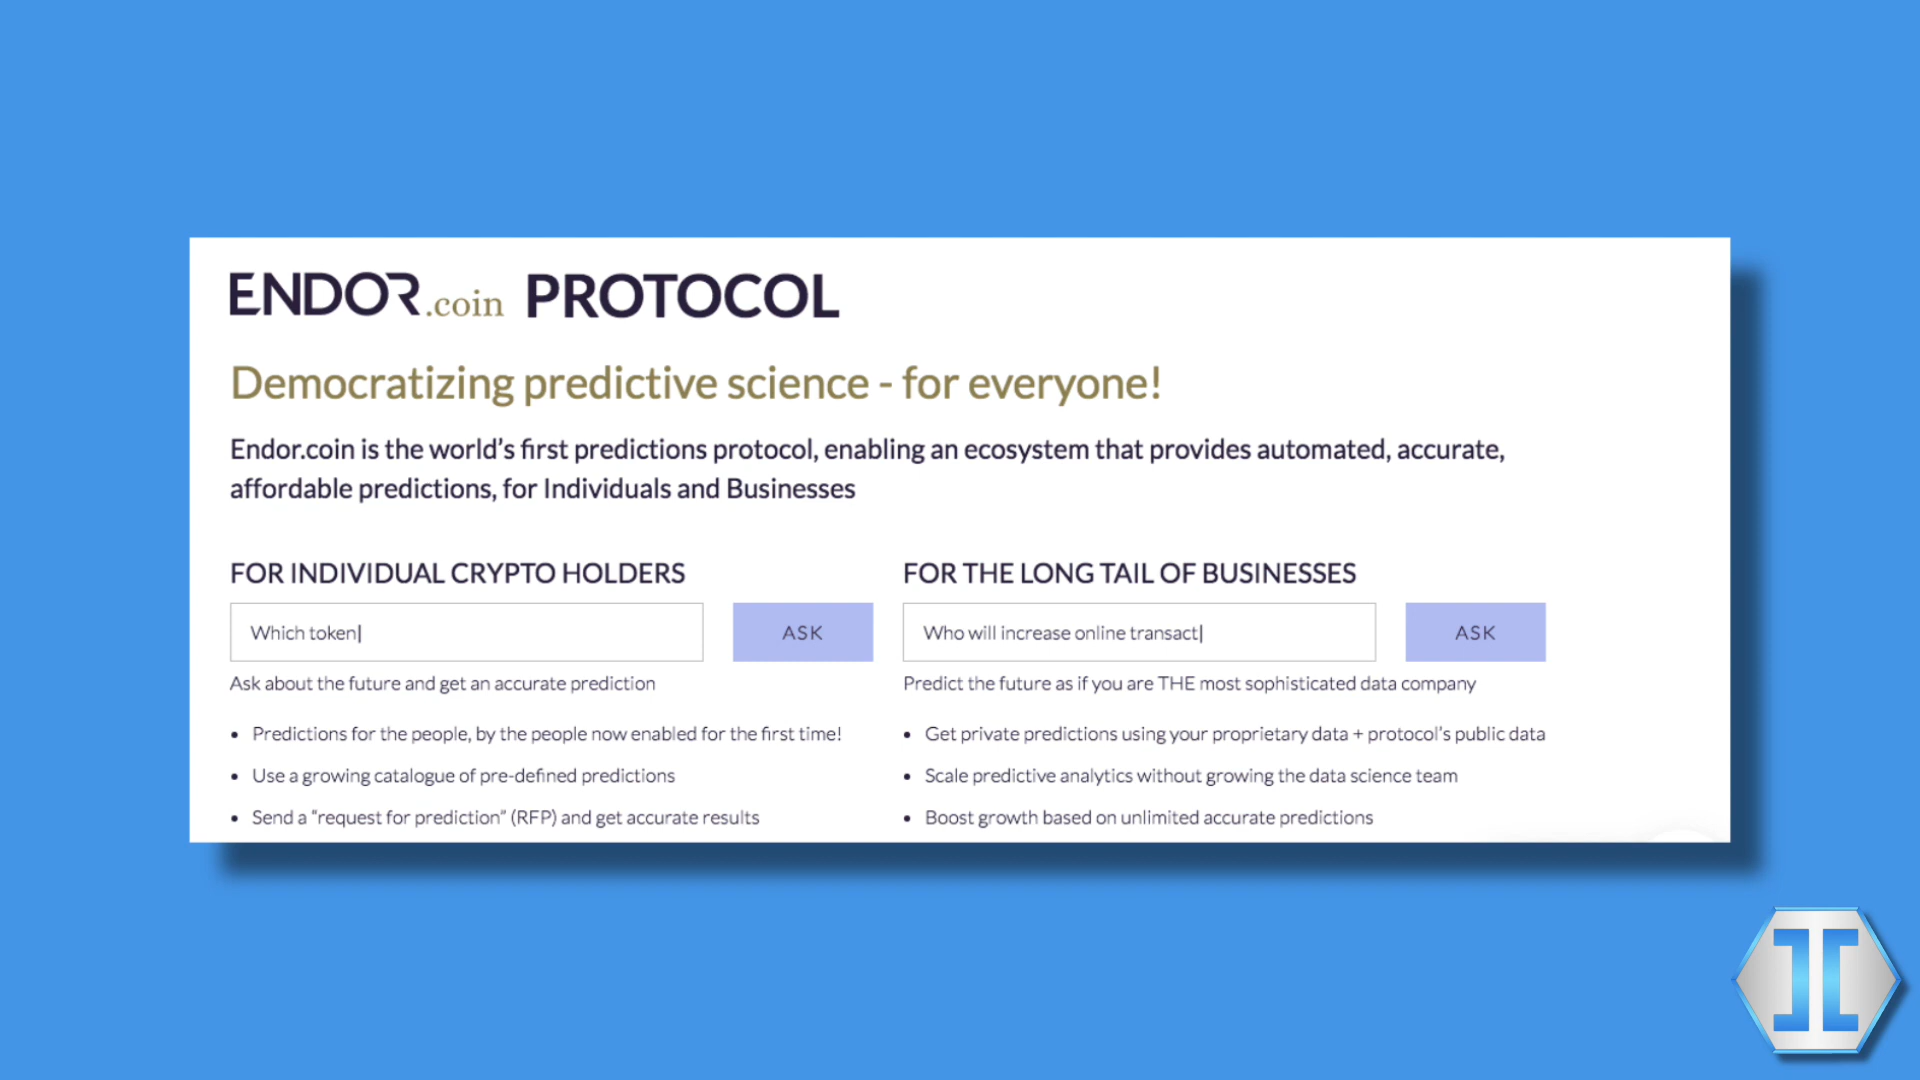 ENDOR.coin PROTOCOL
Democratizing predictive science - for everyone!
Endor.coin is the world’s first predictions protocol, enabling an ecosystem that provides automated, accurate,
affordable predictions, for Individuals and Businesses
FOR INDIVIDUAL CRYPTO HOLDERS
Which token|
ASK
Ask about the future and get an accurate prediction
• Predictions for the people, by the people now enabled for the first time!
• Use a growing catalogue of pre-defined predictions
• Send a “request for prediction” (RFP) and get accurate results
FOR THE LONG TAIL OF BUSINESSES
Who will increase online transact|
ASK
Predict the future as if you are THE most sophisticated data company
• Get private predictions using your proprietary data + protocol’s public data
• Scale predictive analytics without growing the data science team
• Boost growth based on unlimited accurate predictions